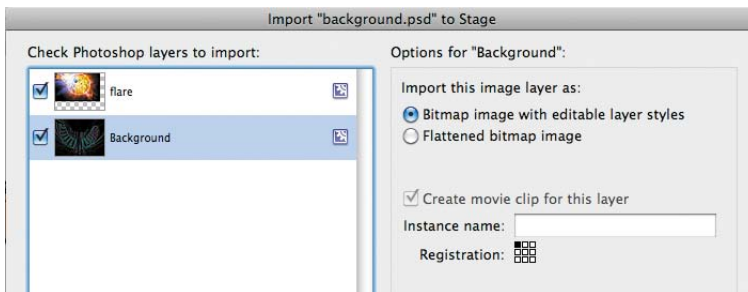 Import "background.psd" to Stage
Check Photoshop layers to import:
flare
Background
Options for "Background":
Import this image layer as:
Bitmap image with editable layer styles
Flattened bitmap image
Create movie clip for this layer
Instance name:
Registration: